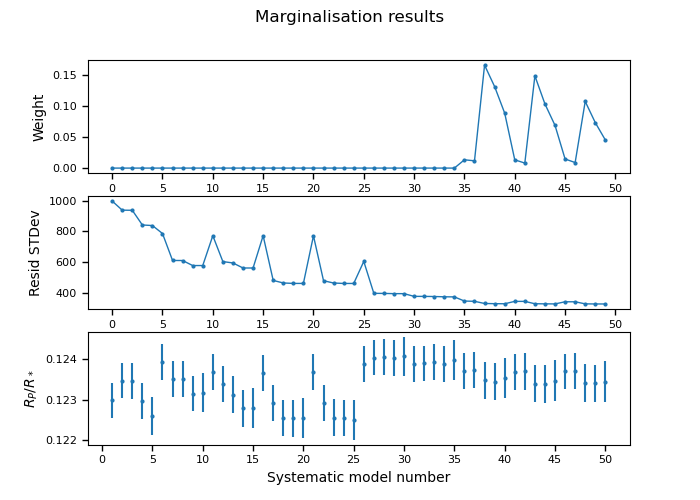 Marginalisation results
Weight
0.15
0.10
0.05
0.00
0 5 10 15 20 25 30 35 40 45 50
Resid STDev
1000
800
600
400
0 5 10 15 20 25 30 35 40 45 50
R_P/R_*
0.124
0.123
0.122
0 5 10 15 20 25 30 35 40 45 50
Systematic model number